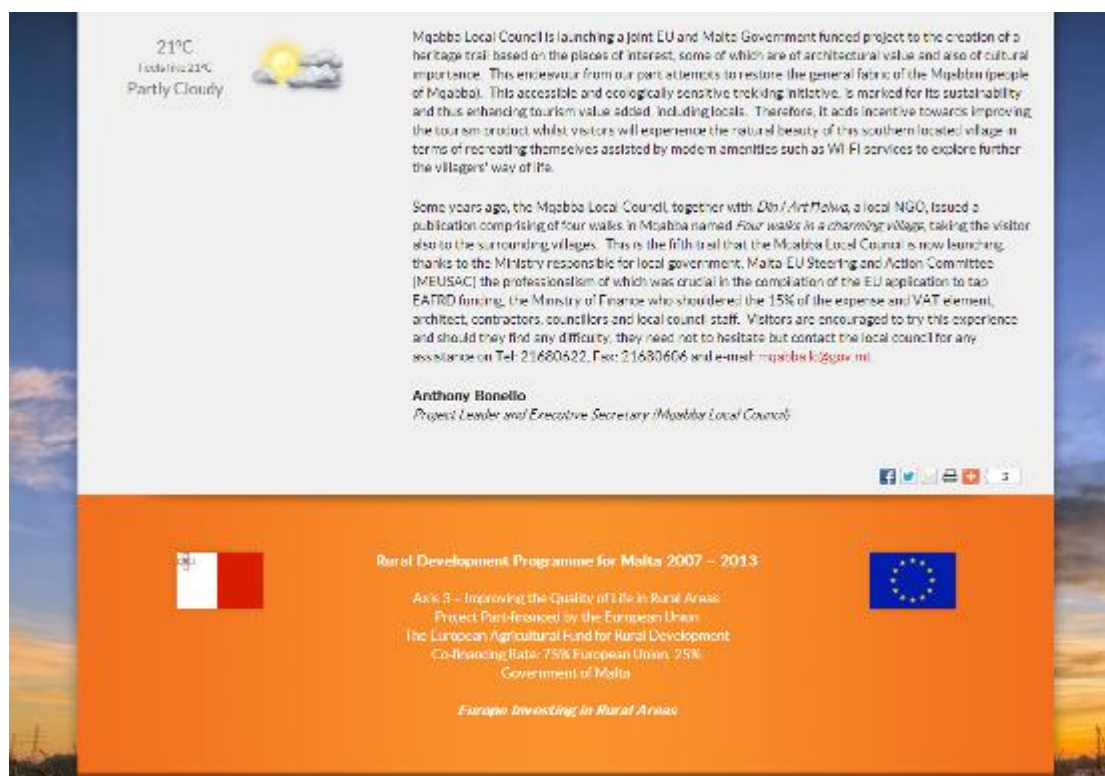 21°C
Feels like 21°C
Partly Cloudy
Mqabba Local Council is launching a joint EU and Malta Government funded project to the creation of a
heritage trail based on the places of interest, some of which are of architectural value and also of cultural
importance. This endeavour from our part attempts to restore the general fabric of the Mqabbin (people
of Mqabba). This accessible and ecologically sensitive trekking initiative, is marked for its sustainability
and thus enhancing tourism value added, including locals. Therefore, it adds incentive towards improving
the tourism product whilst visitors will experience the natural beauty of this southern located village in
terms of recreating themselves assisted by modern amenities such as WI-FI services to explore further
the villagers' way of life.
Some years ago, the Mqabba Local Council, together with Din l-Art Ħelwa, a local NGO, issued a
publication comprising of four walks in Mqabba named Four walks in a charming village, taking the visitor
also to the surrounding villages. This is the fifth trail that the Mqabba Local Council is now launching,
thanks to the Ministry responsible for local government, Malta EU Steering and Action Committee
(MEUSAC) the professionalism of which was crucial in the compilation of the EU application to tap
EAFRD funding, the Ministry of Finance who shouldered the 15% of the expense and VAT element,
architect, contractors, councillors and local council staff. Visitors are encouraged to try this experience
and should they find any difficulty, they need not to hesitate but contact the local council for any
assistance on Tel: 21680622, Fax: 21680606 and e-mail: mqabba.lc@gov.mt
Anthony Bonello
Project Leader and Executive Secretary (Mqabba Local Council)
3
Rural Development Programme for Malta 2007 – 2013
Axis 3 – Improving the Quality of Life in Rural Areas
Project Part-financed by the European Union
The European Agricultural Fund for Rural Development
Co-financing Rate: 75% European Union, 25%
Government of Malta
Europe Investing in Rural Areas